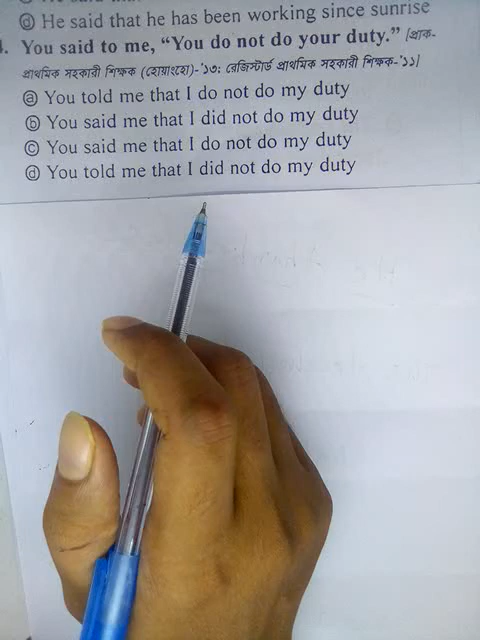 ⓓ He said that he has been working since sunrise
. You said to me, “You do not do your duty.” [প্রাক-
প্রাথমিক সহকারী শিক্ষক (হোয়াংহো)-'১৩; রেজিস্টার্ড প্রাথমিক সহকারী শিক্ষক-'১১]
ⓐ You told me that I do not do my duty
ⓑ You said me that I did not do my duty
ⓒ You said me that I do not do my duty
ⓓ You told me that I did not do my duty